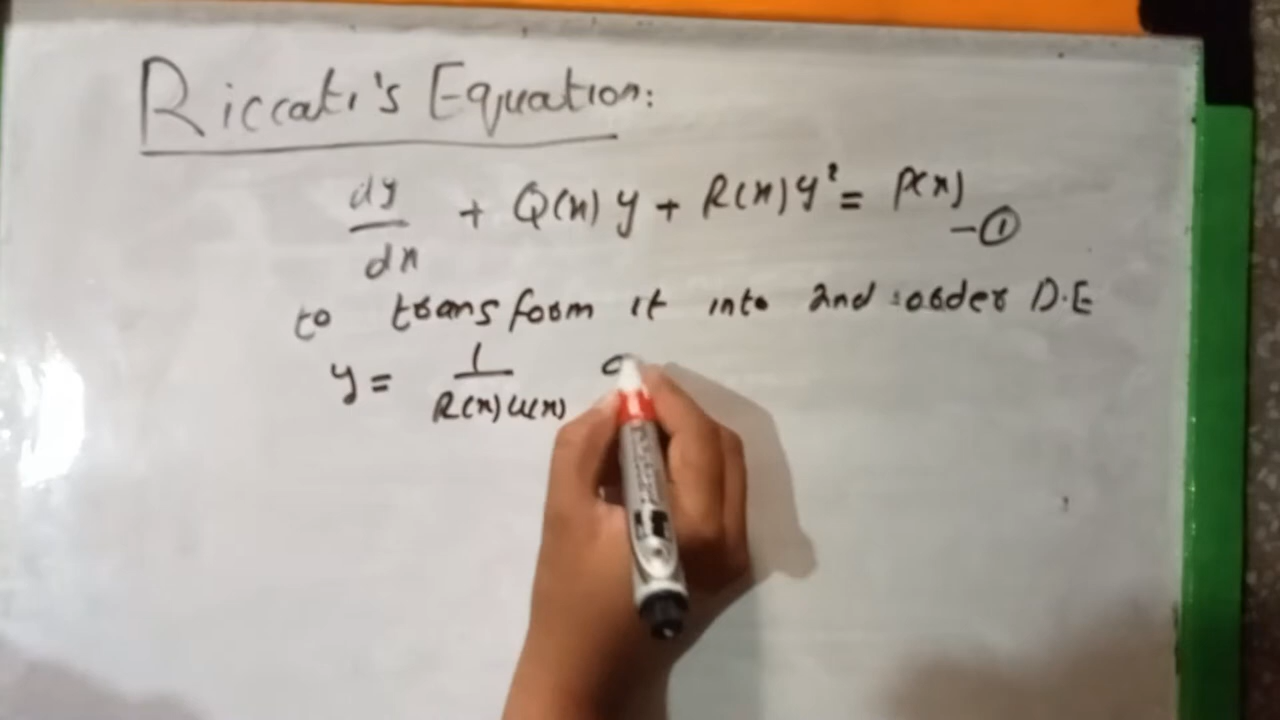 Riccati's Equation:
dy/dx + Q(x) y + R(x) y² = P(x) -①
to transform it into 2nd order D.E
y = 1/R(x)u(x)